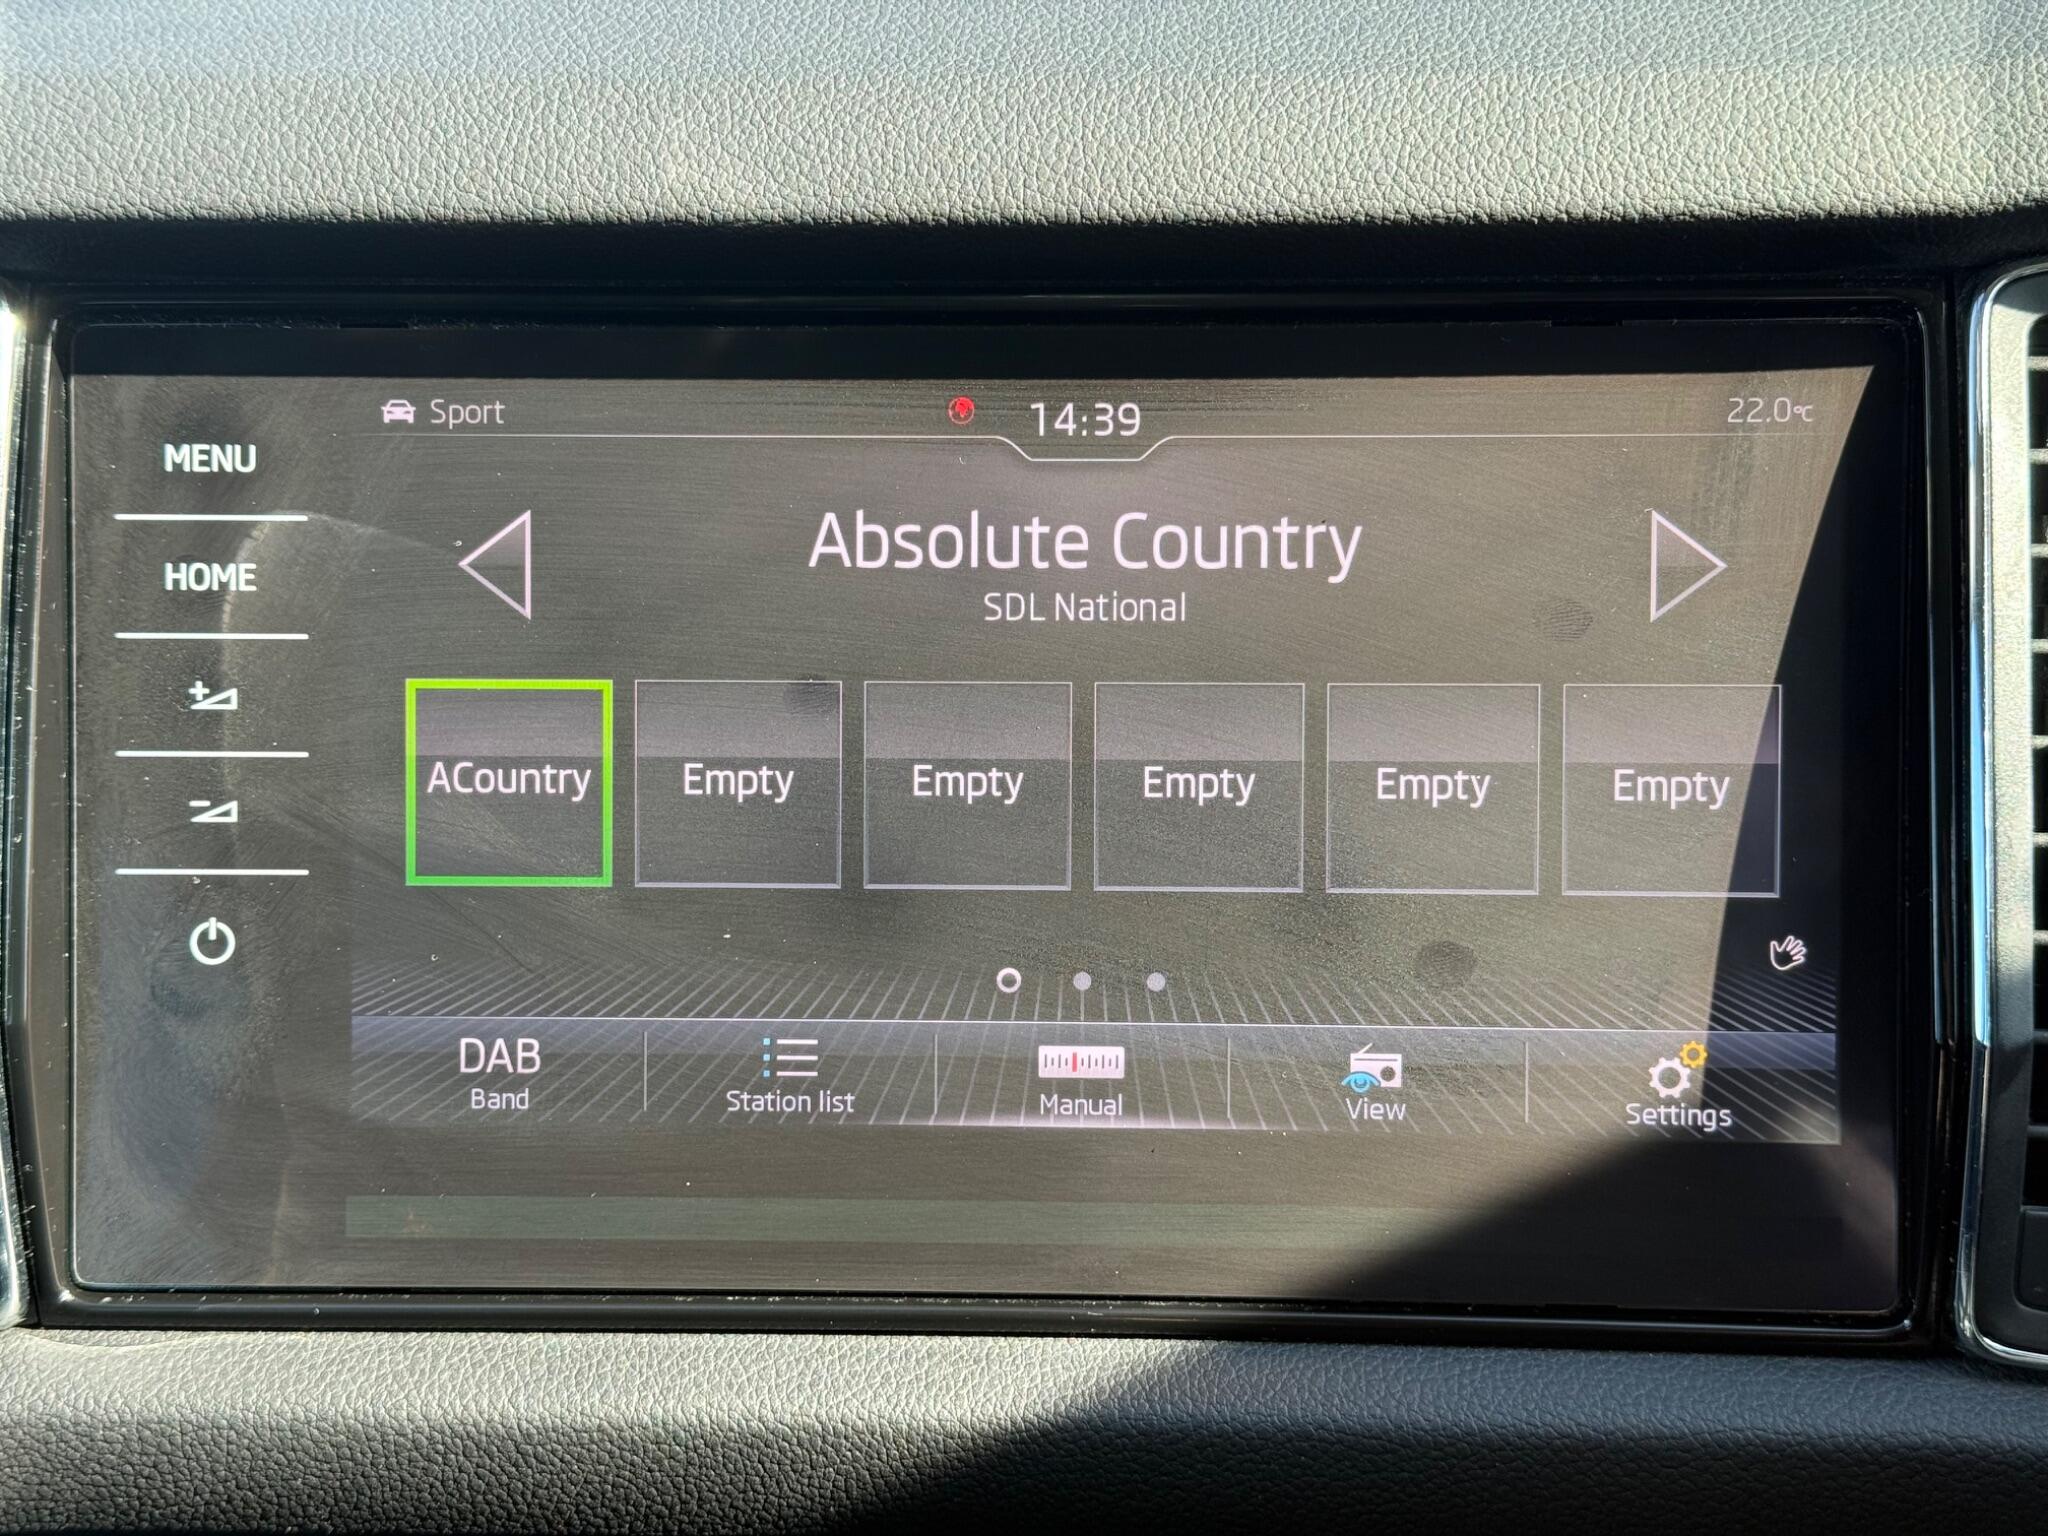 Sport
14:39
22.0°C
MENU
HOME
Absolute Country
SDL National
ACountry
Empty
Empty
Empty
Empty
Empty
DAB
Band
Station list
Manual
View
Settings